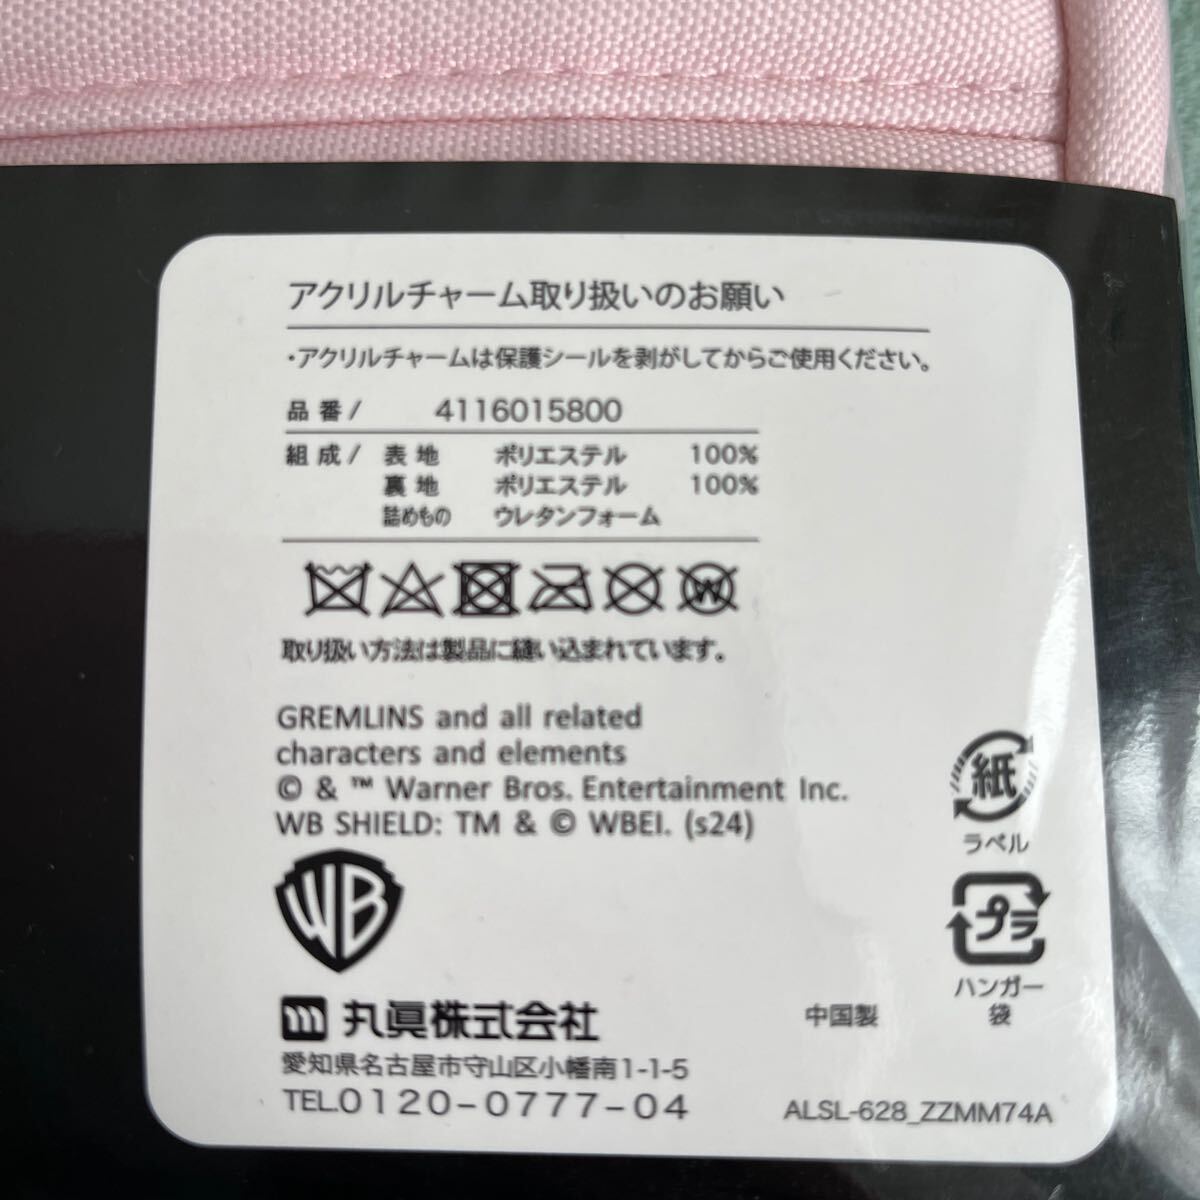 アクリルチャーム取り扱いのお願い
・アクリルチャームは保護シールを剥がしてからご使用ください。
品番/ 4116015800
組成/ 表地 ポリエステル 100%
裏地 ポリエステル 100%
詰めもの ウレタンフォーム
W
取り扱い方法は製品に縫い込まれています。
GREMLINS and all related
characters and elements
© & ™ Warner Bros. Entertainment Inc.
WB SHIELD: TM & © WBEI. (s24)
WB
紙
ラベル
プラ
ハンガー
袋
m 丸眞株式会社
中国製
愛知県名古屋市守山区小幡南1-1-5
TEL.0120-0777-04
ALSL-628_ZZMM74A